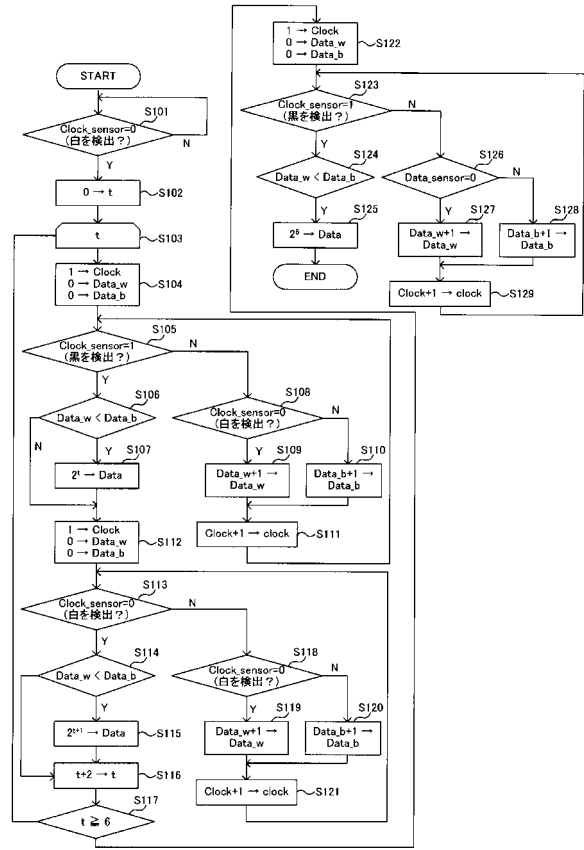 START
S101
Clock_sensor=0
(白を検出?)
N
Y
0 → t
S102
t
S103
1 → Clock
0 → Data_w
0 → Data_b
S104
S105
Clock_sensor=1
(黒を検出?)
N
Y
S106
Data_w < Data_b
N
Y
S107
2^t → Data
S108
Clock_sensor=0
(白を検出?)
N
Y
S109
Data_w+1 →
Data_w
S110
Data_b+1 →
Data_b
Clock+1 → clock
S111
1 → Clock
0 → Data_w
0 → Data_b
S112
S113
Clock_sensor=0
(白を検出?)
N
Y
S114
Data_w < Data_b
Y
2^t+1 → Data
S115
t+2 → t
S116
S117
t ≧ 6
Y
S118
Clock_sensor=0
(白を検出?)
N
Y
S119
Data_w+1 →
Data_w
S120
Data_b+1 →
Data_b
Clock+1 → clock
S121
1 → Clock
0 → Data_w
0 → Data_b
S122
S123
Clock_sensor=1
(黒を検出?)
N
Y
S124
Data_w < Data_b
Y
S125
2^6 → Data
END
S126
Data_sensor=0
N
Y
S127
Data_w+1 →
Data_w
S128
Data_b+1 →
Data_b
Clock+1 → clock
S129